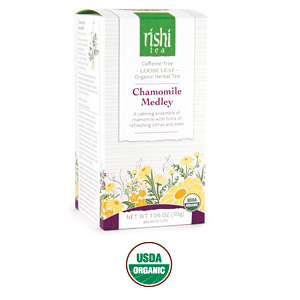 rishi
tea
Caffeine-Free
LOOSE LEAF
Organic Herbal Tea
Chamomile
Medley
A calming ensemble of
chamomile with hints of
refreshing citrus and mint
USDA
ORGANIC
NET WT 1.06 OZ (30g)
USDA
ORGANIC